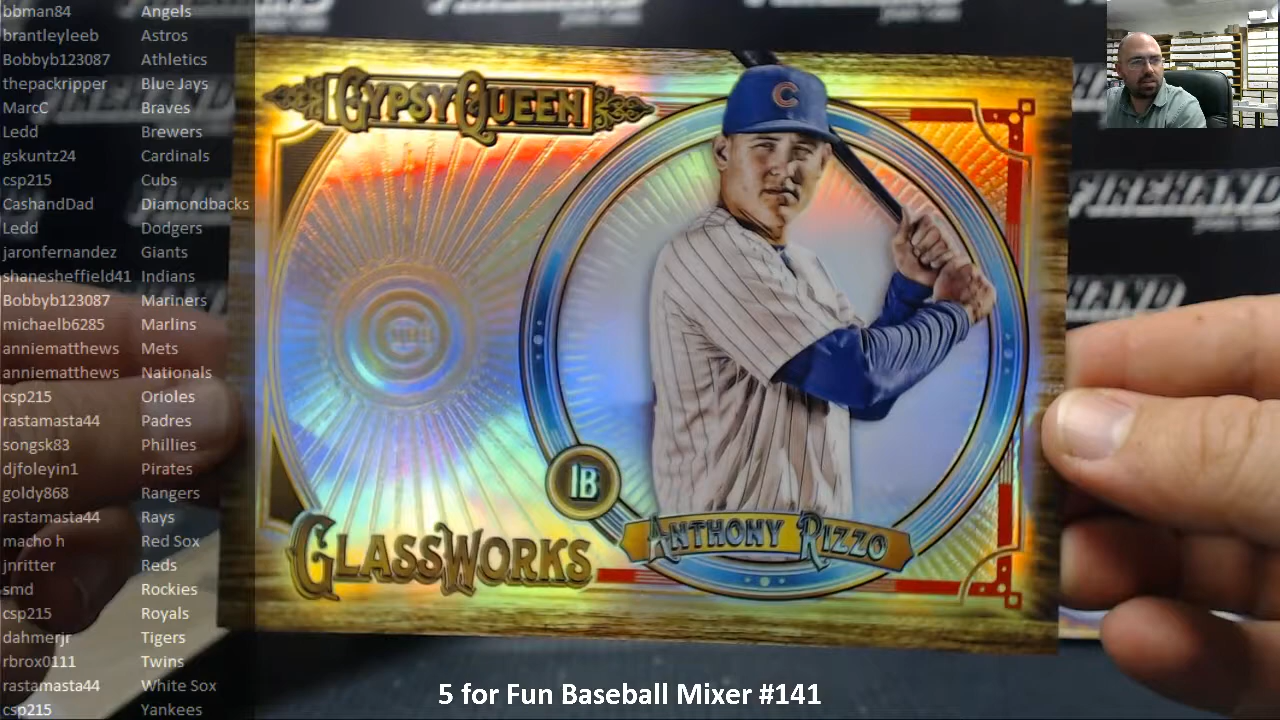 bbman84 Angels
brantleyleeb Astros
Bobbyb123087 Athletics
thepackripper Blue Jays
MarcC Braves
Ledd Brewers
gskuntz24 Cardinals
csp215 Cubs
CashandDad Diamondbacks
Ledd Dodgers
jaronfernandez Giants
shanesheffield41 Indians
Bobbyb123087 Mariners
michaelb6285 Marlins
anniematthews Mets
anniematthews Nationals
csp215 Orioles
rastamasta44 Padres
songsk83 Phillies
djfoleyin1 Pirates
goldy868 Rangers
rastamasta44 Rays
macho h Red Sox
jnritter Reds
smd Rockies
csp215 Royals
dahmerjr Tigers
rbrox0111 Twins
rastamasta44 White Sox
csp215 Yankees
GYPSY QUEEN
C
1B
GLASSWORKS
ANTHONY RIZZO
FIREHAND
5 for Fun Baseball Mixer #141